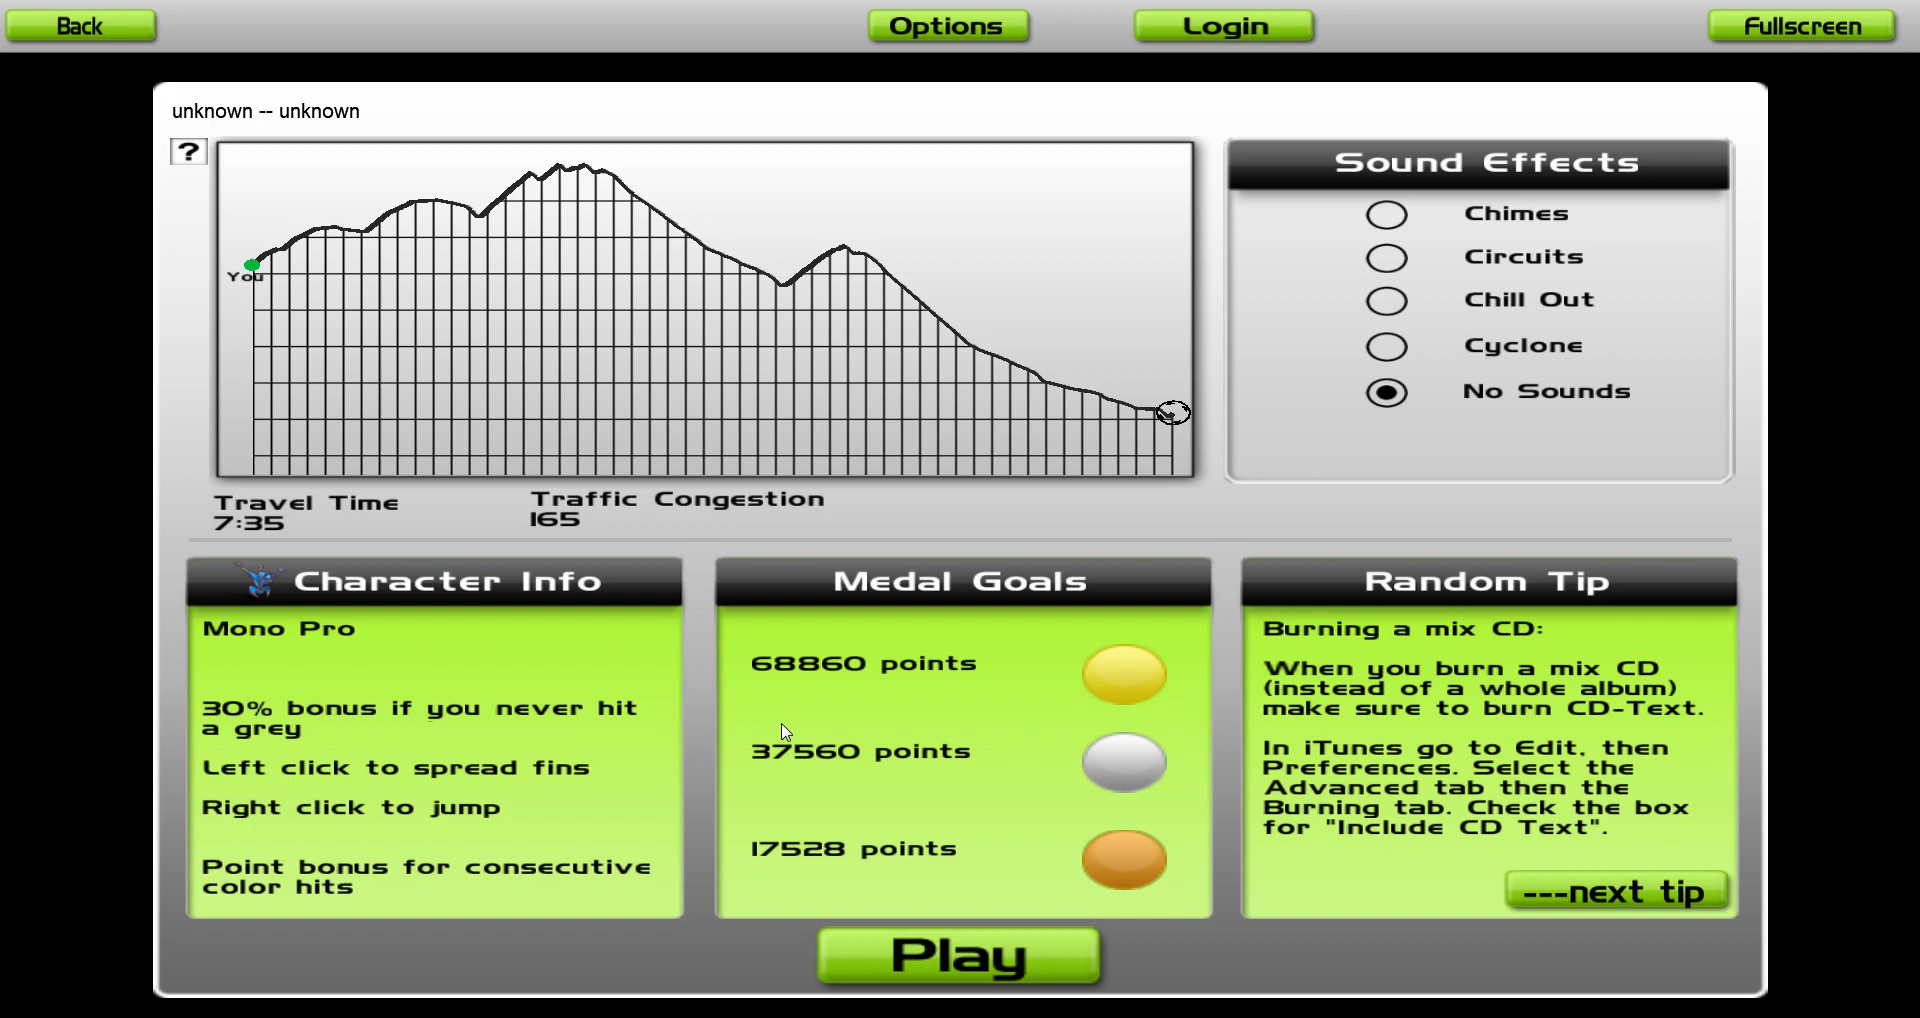 Back
Options
Login
Fullscreen
unknown -- unknown
?
You
Sound Effects
Chimes
Circuits
Chill Out
Cyclone
No Sounds
Travel Time
7:35
Traffic Congestion
165
Character Info
Mono Pro
30% bonus if you never hit
a grey
Left click to spread fins
Right click to jump
Point bonus for consecutive
color hits
Medal Goals
68860 points
37560 points
17528 points
Random Tip
Burning a mix CD:
When you burn a mix CD
(instead of a whole album)
make sure to burn CD-Text.
In iTunes go to Edit, then
Preferences. Select the
Advanced tab then the
Burning tab. Check the box
for "Include CD Text".
---next tip
Play